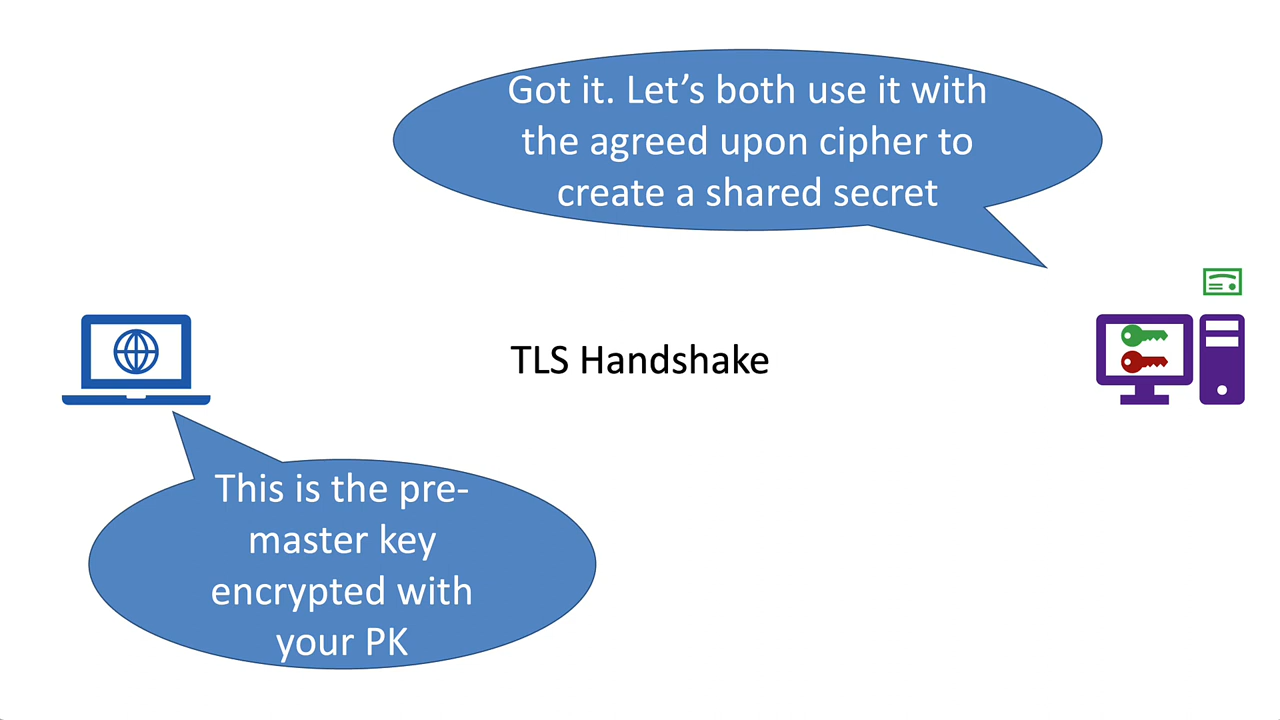 Got it. Let’s both use it with
the agreed upon cipher to
create a shared secret
TLS Handshake
This is the pre-
master key
encrypted with
your PK